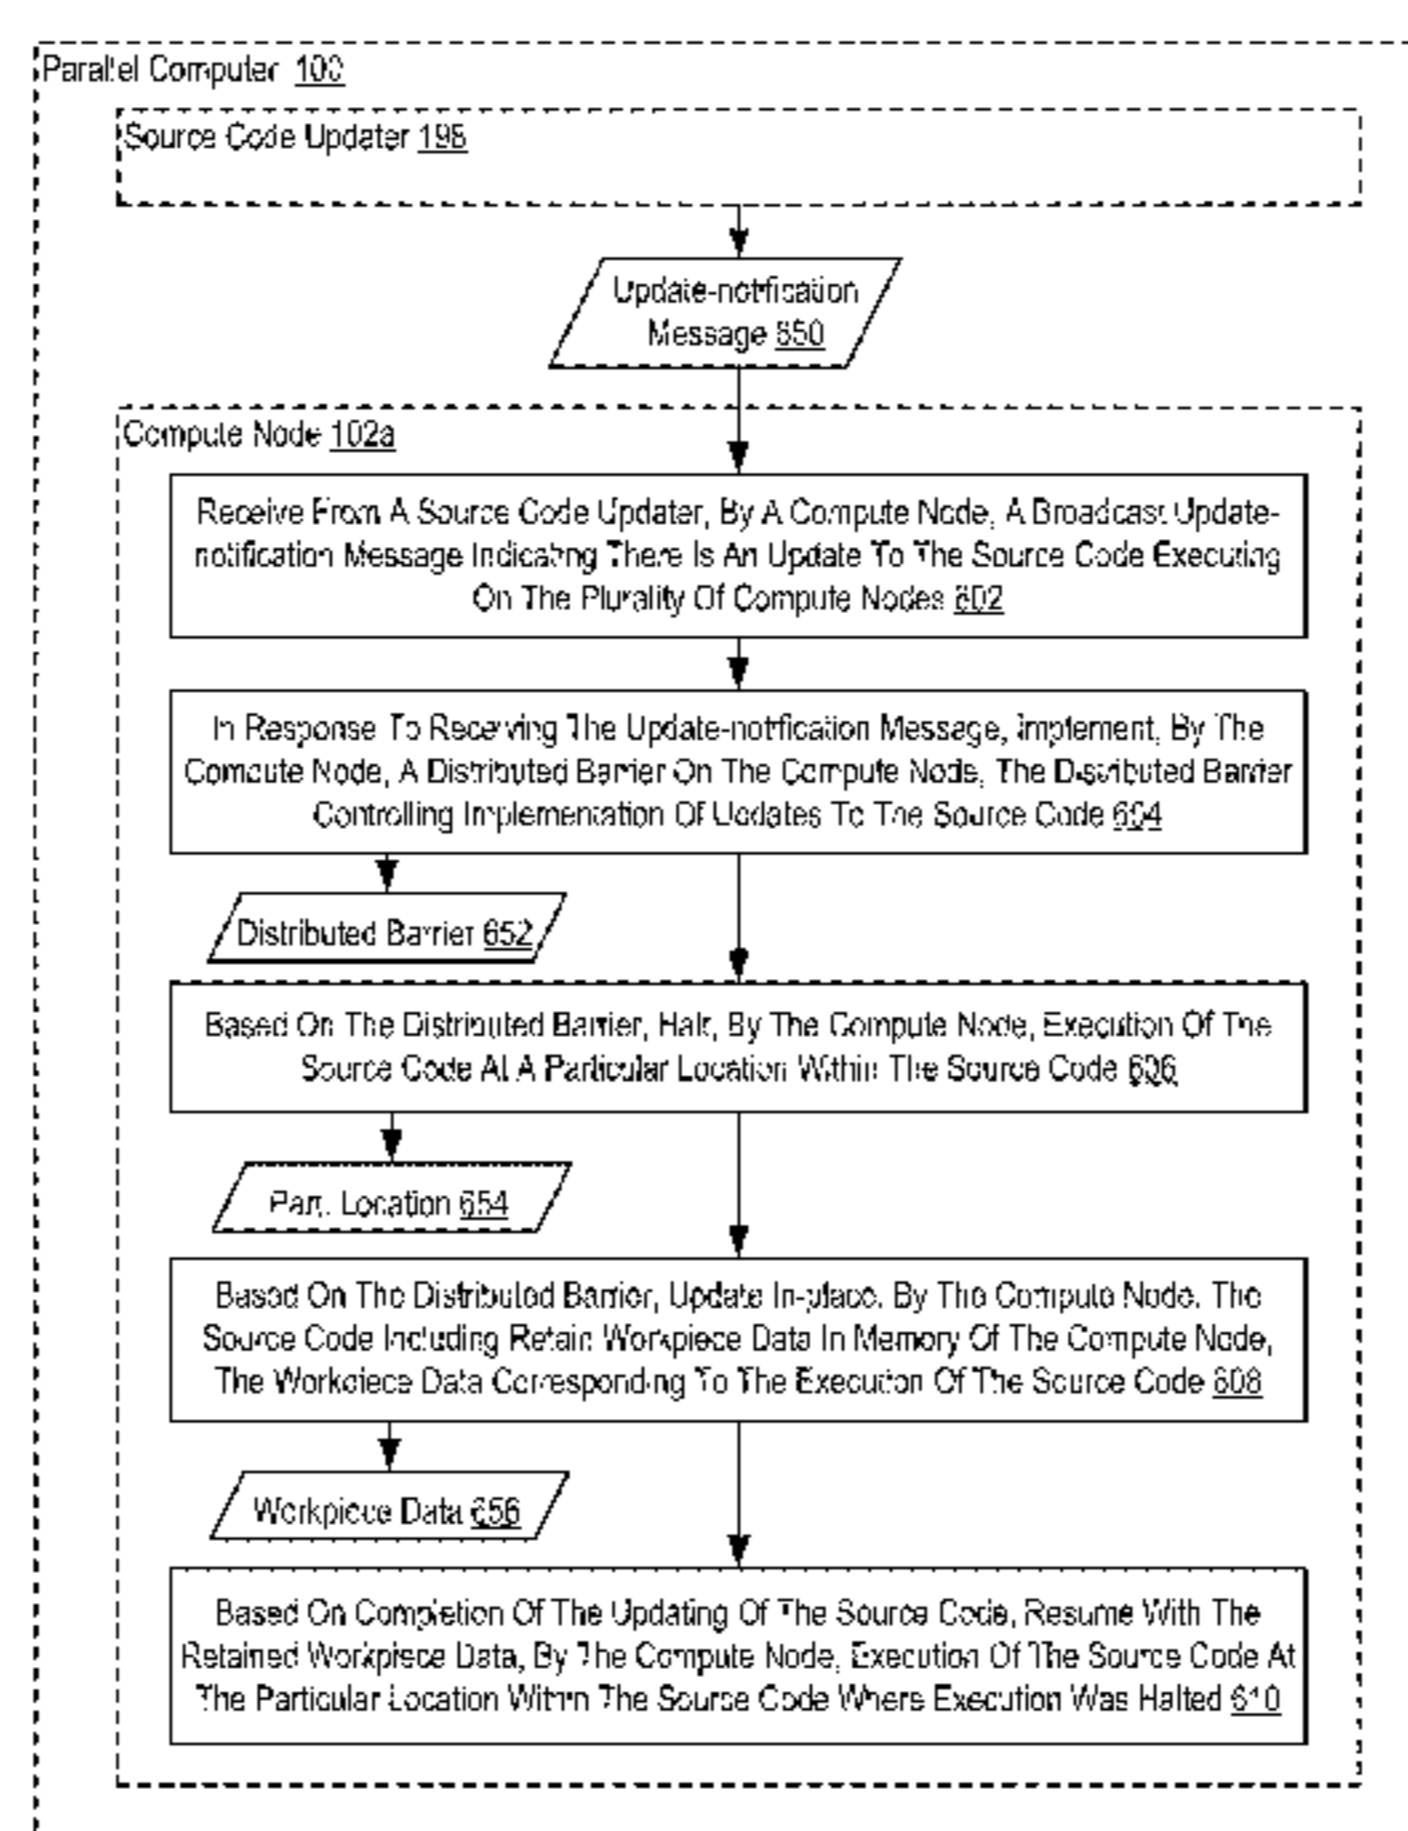 Parallel Computer 100
Source Code Updater 198
Update-notification
Message 650
Compute Node 102a
Receive From A Source Code Updater, By A Compute Node, A Broadcast Update-
notification Message Indicating There Is An Update To The Source Code Executing
On The Plurality Of Compute Nodes 602
In Response To Receiving The Update-notification Message, Implement, By The
Compute Node, A Distributed Barrier On The Compute Node, The Distributed Barrier
Controlling Implementation Of Updates To The Source Code 604
Distributed Barrier 652
Based On The Distributed Barrier, Halt, By The Compute Node, Execution Of The
Source Code At A Particular Location Within The Source Code 606
Part. Location 654
Based On The Distributed Barrier, Update In-place, By The Compute Node, The
Source Code Including Retain Workpiece Data In Memory Of The Compute Node,
The Workpiece Data Corresponding To The Execution Of The Source Code 608
Workpiece Data 656
Based On Completion Of The Updating Of The Source Code, Resume With The
Retained Workpiece Data, By The Compute Node, Execution Of The Source Code At
The Particular Location Within The Source Code Where Execution Was Halted 610